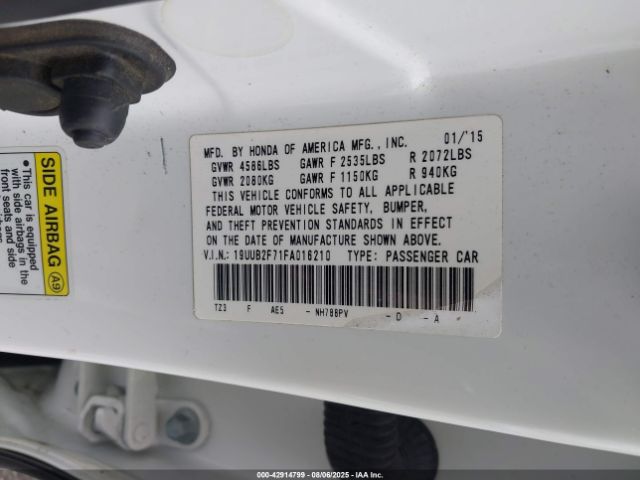 MFD. BY HONDA OF AMERICA MFG., INC. 01/'15
GVWR 4586LBS GAWR F 2535LBS R 2072LBS
GVWR 2080KG GAWR F 1150KG R 940KG
THIS VEHICLE CONFORMS TO ALL APPLICABLE
FEDERAL MOTOR VEHICLE SAFETY, BUMPER,
AND THEFT PREVENTION STANDARDS IN EFFECT
ON THE DATE OF MANUFACTURE SHOWN ABOVE.
V.I.N.: 19UUB2F71FA016210 TYPE: PASSENGER CAR
TZ3 F AE5 - NH788PV - D - A
SIDE AIRBAG A9
• This car is equipped
with side airbags in the
front seats and side
000-42914799 - 08/06/2025 - IAA Inc.